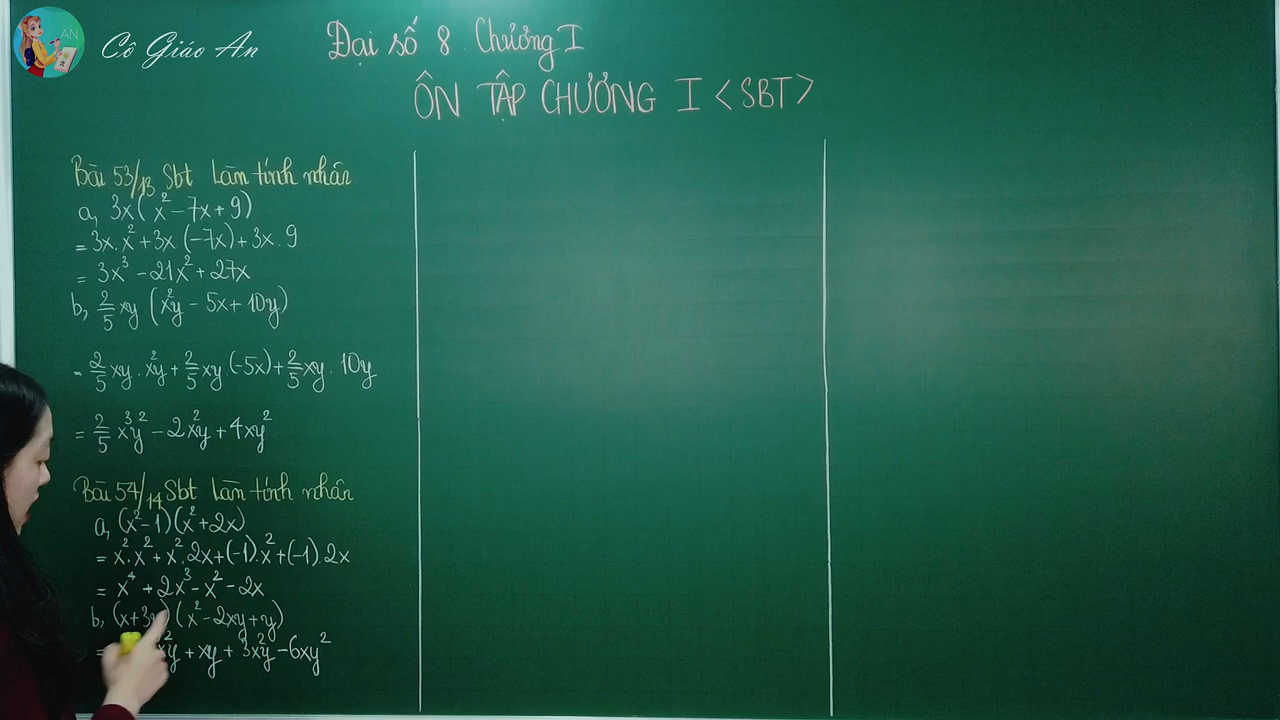 AN
Cô Giáo An
Đại số 8 Chương I
ÔN TẬP CHƯƠNG I <SBT>
Bài 53/13 Sbt Làm tính nhân
a, 3x(x² - 7x + 9)
= 3x.x² + 3x.(-7x) + 3x.9
= 3x³ - 21x² + 27x
b, 2/5 xy (x²y - 5x + 10y)
= 2/5 xy.x²y + 2/5 xy.(-5x) + 2/5 xy.10y
= 2/5 x³y² - 2x²y + 4xy²
Bài 54/14 Sbt Làm tính nhân
a, (x² - 1)(x² + 2x)
= x².x² + x².2x + (-1).x² + (-1).2x
= x⁴ + 2x³ - x² - 2x
b, (x + 3y)(x² - 2xy + y)
= x²y + xy + 3x²y - 6xy²